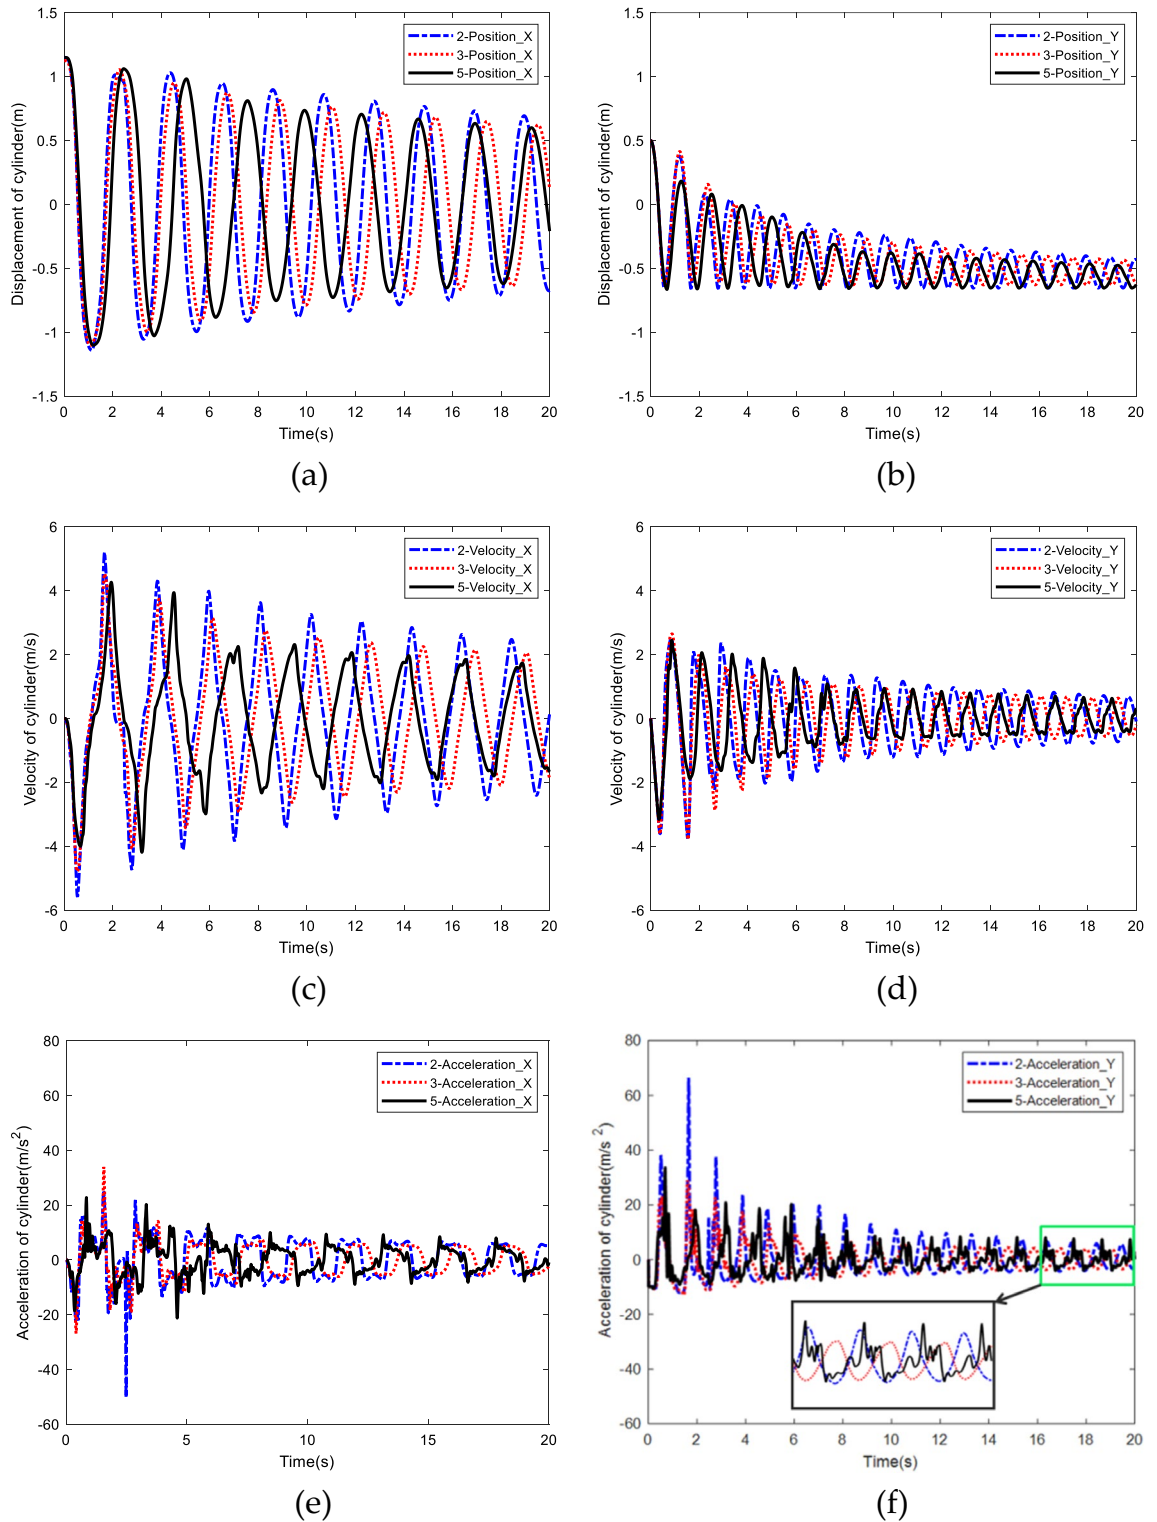 1.5
1
0.5
0
-0.5
-1
-1.5
0 2 4 6 8 10 12 14 16 18 20
Displacement of cylinder(m)
Time(s)
2-Position_X
3-Position_X
5-Position_X
(a)
1.5
1
0.5
0
-0.5
-1
-1.5
0 2 4 6 8 10 12 14 16 18 20
Displacement of cylinder(m)
Time(s)
2-Position_Y
3-Position_Y
5-Position_Y
(b)
6
4
2
0
-2
-4
-6
0 2 4 6 8 10 12 14 16 18 20
Velocity of cylinder(m/s)
Time(s)
2-Velocity_X
3-Velocity_X
5-Velocity_X
(c)
6
4
2
0
-2
-4
-6
0 2 4 6 8 10 12 14 16 18 20
Velocity of cylinder(m/s)
Time(s)
2-Velocity_Y
3-Velocity_Y
5-Velocity_Y
(d)
80
60
40
20
0
-20
-40
-60
0 5 10 15 20
Acceleration of cylinder(m/s²)
Time(s)
2-Acceleration_X
3-Acceleration_X
5-Acceleration_X
(e)
80
60
40
20
0
-20
-40
-60
0 2 4 6 8 10 12 14 16 18 20
Acceleration of cylinder(m/s ²)
Time(s)
2-Acceleration_Y
3-Acceleration_Y
5-Acceleration_Y
(f)